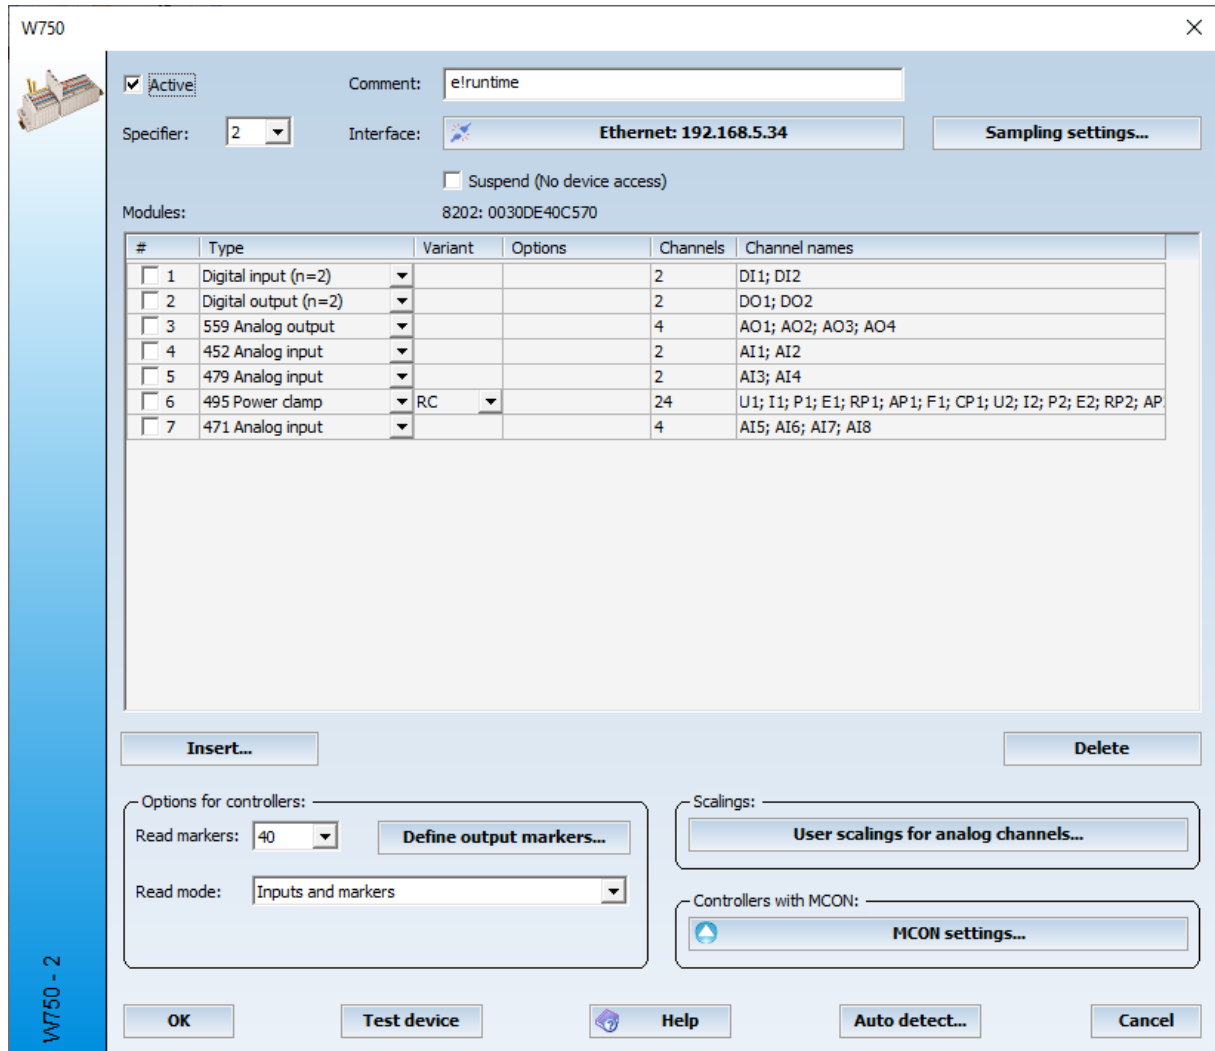 W750
Active
Comment:
e!runtime
Specifier:
2
Interface:
Ethernet: 192.168.5.34
Sampling settings...
Suspend (No device access)
Modules:
8202: 0030DE40C570
# Type Variant Options Channels Channel names
1 Digital input (n=2) 2 DI1; DI2
2 Digital output (n=2) 2 DO1; DO2
3 559 Analog output 4 AO1; AO2; AO3; AO4
4 452 Analog input 2 AI1; AI2
5 479 Analog input 2 AI3; AI4
6 495 Power clamp RC 24 U1; I1; P1; E1; RP1; AP1; F1; CP1; U2; I2; P2; E2; RP2; AP
7 471 Analog input 4 AI5; AI6; AI7; AI8
Insert...
Delete
Options for controllers:
Read markers:
40
Define output markers...
Read mode:
Inputs and markers
Scalings:
User scalings for analog channels...
Controllers with MCON:
MCON settings...
W750 - 2
OK
Test device
Help
Auto detect...
Cancel